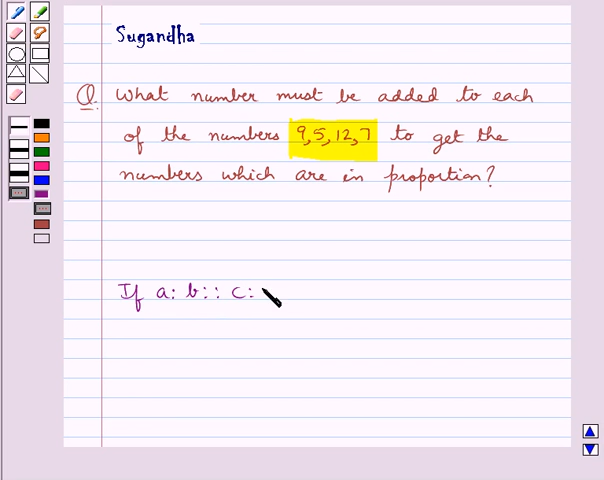 Sugandha
Q. What number must be added to each
of the numbers 9,5,12,7 to get the
numbers which are in proportion?
If a: b:: c: